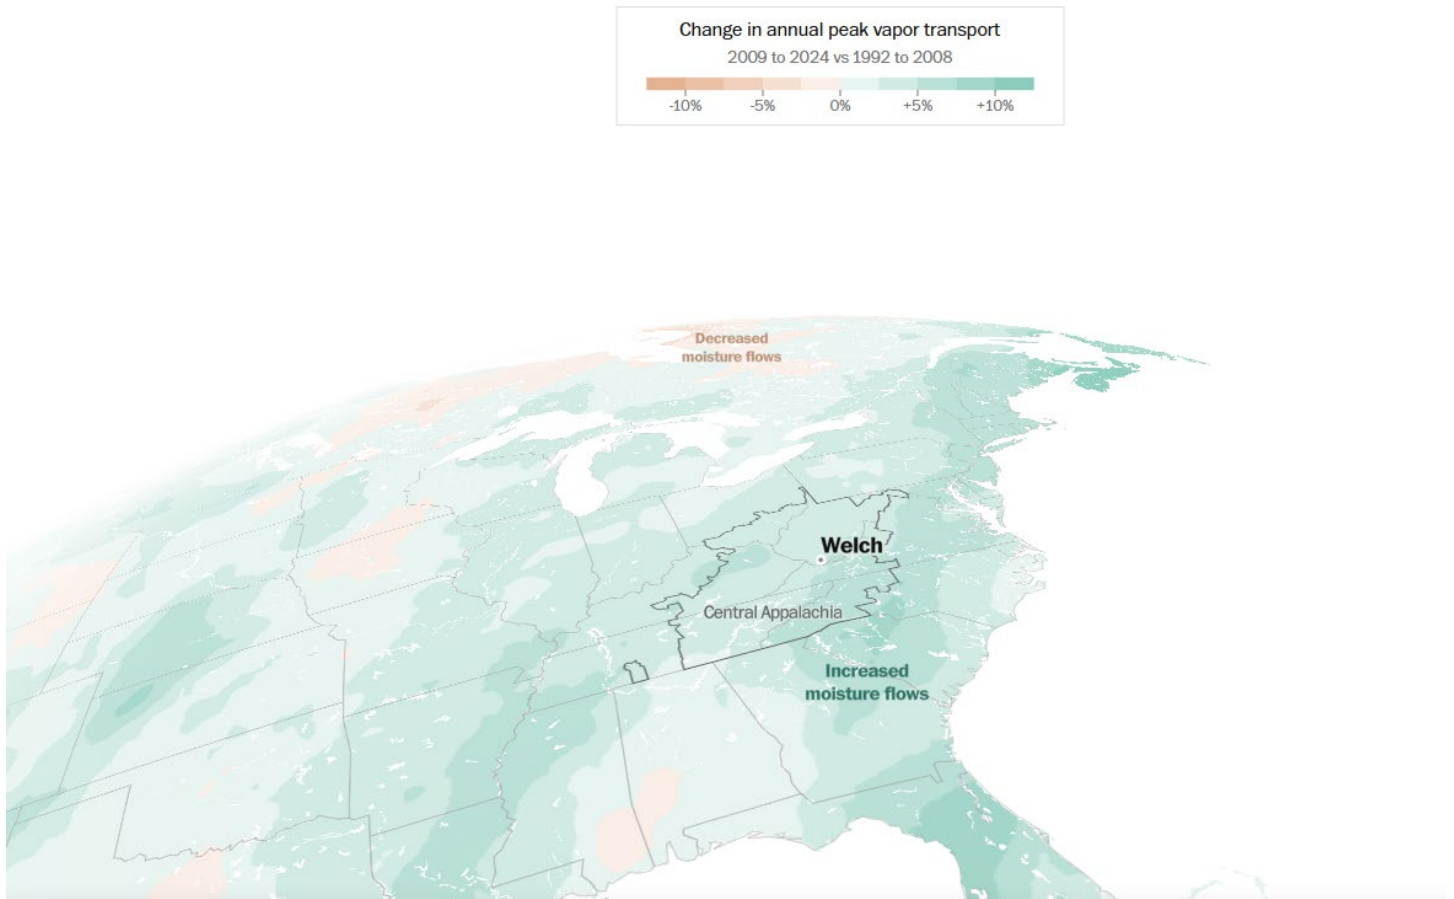 Change in annual peak vapor transport
2009 to 2024 vs 1992 to 2008
-10% -5% 0% +5% +10%
Decreased
moisture flows
Welch
Central Appalachia
Increased
moisture flows